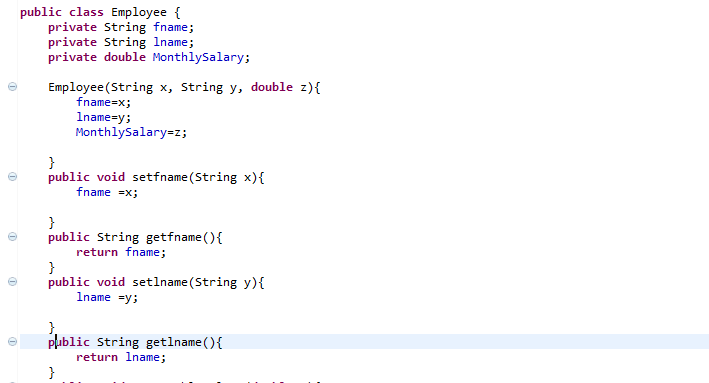 public class Employee {
private String fname;
private String lname;
private double MonthlySalary;
Employee(String x, String y, double z){
fname=x;
lname=y;
MonthlySalary=z;
}
public void setfname(String x){
fname =x;
}
public String getfname(){
return fname;
}
public void setlname(String y){
lname =y;
}
public String getlname(){
return lname;
}